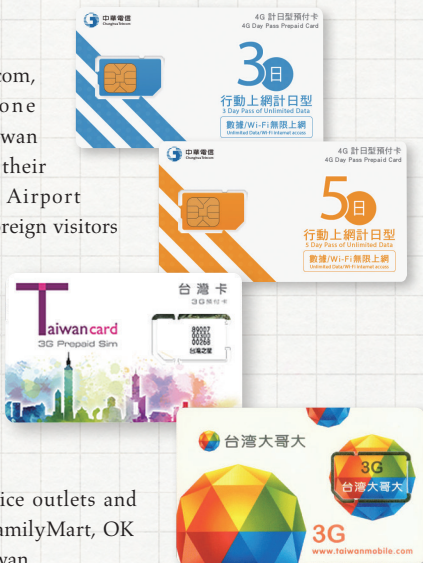 com,
one
wan
their
Airport
oreign visitors
中華電信
Chunghwa Telecom
4G 計日型預付卡
4G Day Pass Prepaid Card
3日
行動上網計日型
3 Day Pass of Unlimited Data
數據/Wi-Fi無限上網
Unlimited Data/Wi-Fi internet access
中華電信
Chunghwa Telecom
4G 計日型預付卡
4G Day Pass Prepaid Card
5日
行動上網計日型
5 Day Pass of Unlimited Data
數據/Wi-Fi無限上網
Unlimited Data/Wi-Fi internet access
Taiwan card
3G Prepaid Sim
台灣卡
3G預付卡
89007
00300
00268
台灣之星
台湾大哥大
3G
台湾大哥大
3G
www.taiwanmobile.com
ice outlets and
FamilyMart, OK
wan